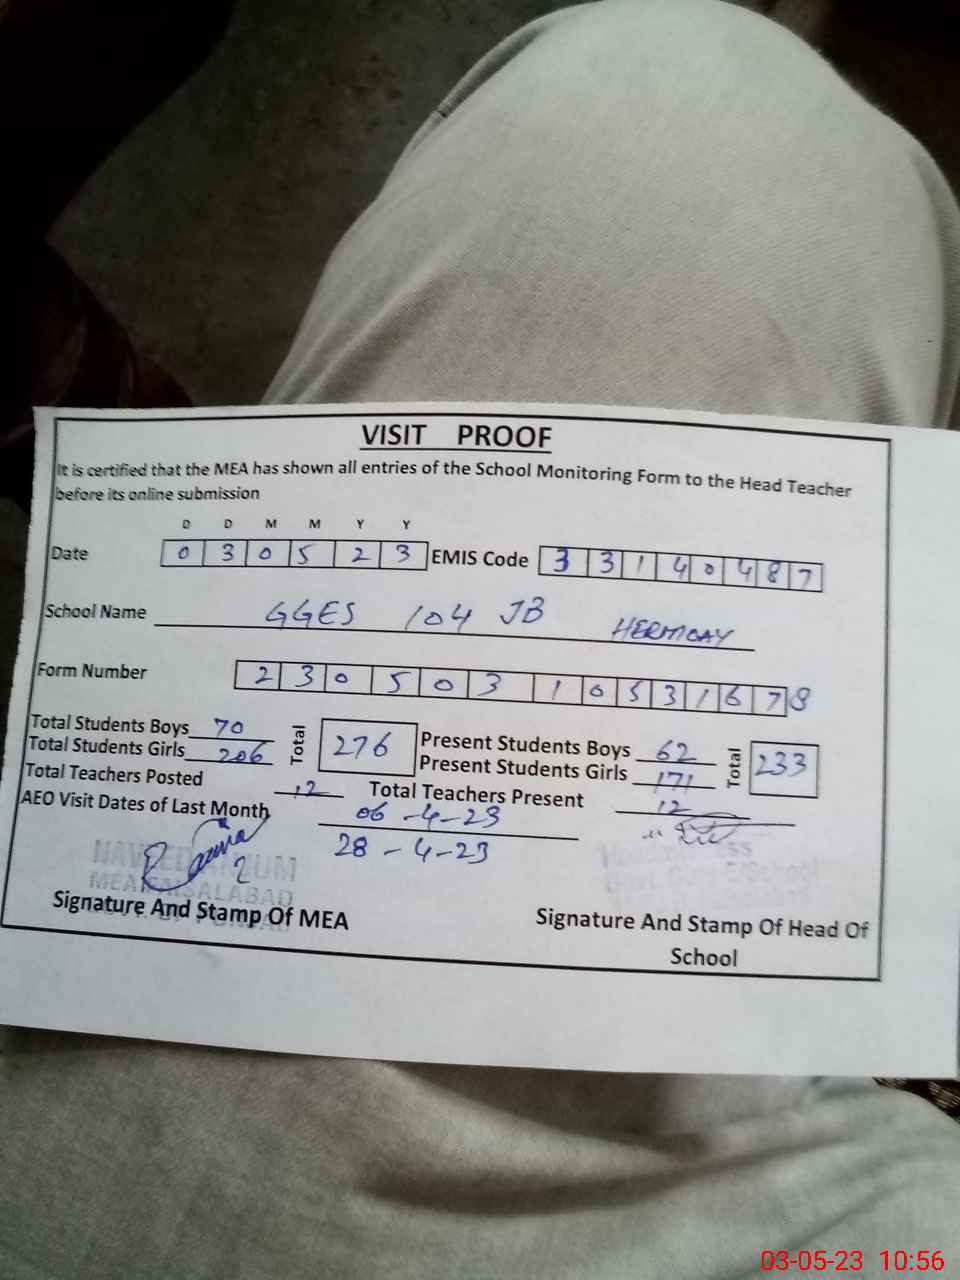 VISIT PROOF
It is certified that the MEA has shown all entries of the School Monitoring Form to the Head Teacher
before its online submission
D D M M Y Y
Date 0 3 0 5 2 3 EMIS Code 3 3 1 4 0 4 8 7
School Name GGES 104 JB HERMOAY
Form Number 2 3 0 5 0 3 1 0 5 3 1 6 7 8
Total Students Boys 70 Total 276 Present Students Boys 62 Total 233
Total Students Girls 206 Present Students Girls 171
Total Teachers Posted 12 Total Teachers Present 12
AEO Visit Dates of Last Month 06-4-23
28-4-23
MEA FAISALABAD
Signature And Stamp Of MEA Signature And Stamp Of Head Of
School
03-05-23 10:56